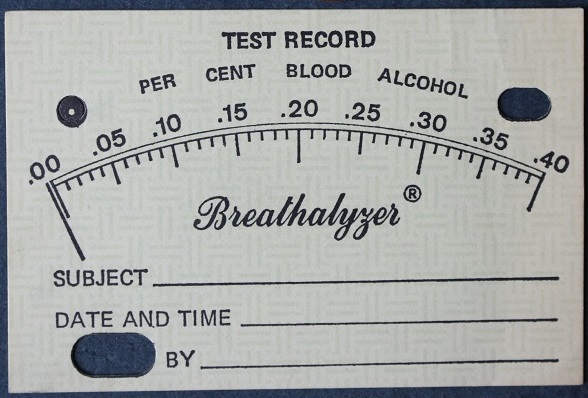 TEST RECORD
PER CENT BLOOD ALCOHOL
.00 .05 .10 .15 .20 .25 .30 .35 .40
Breathalyzer®
SUBJECT
DATE AND TIME
BY